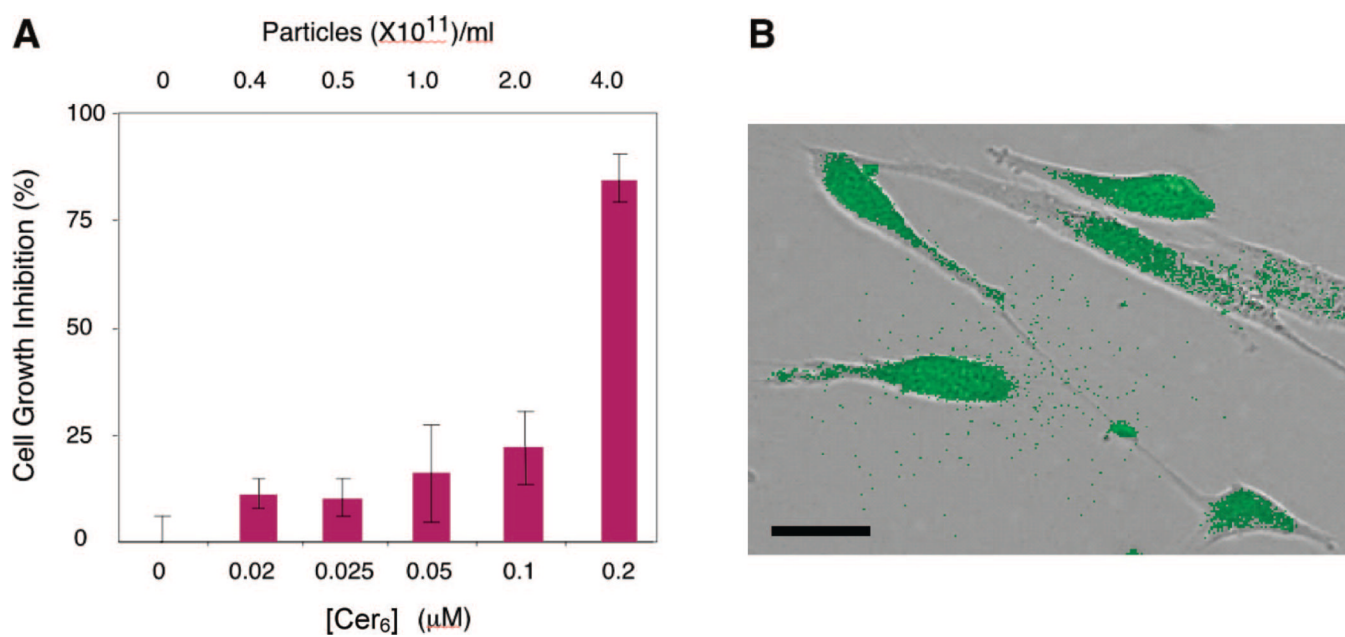 A
Particles (X10¹¹)/ml
0 0.4 0.5 1.0 2.0 4.0
100
75
50
25
0
Cell Growth Inhibition (%)
0 0.02 0.025 0.05 0.1 0.2
[Cer₆] (μM)
B